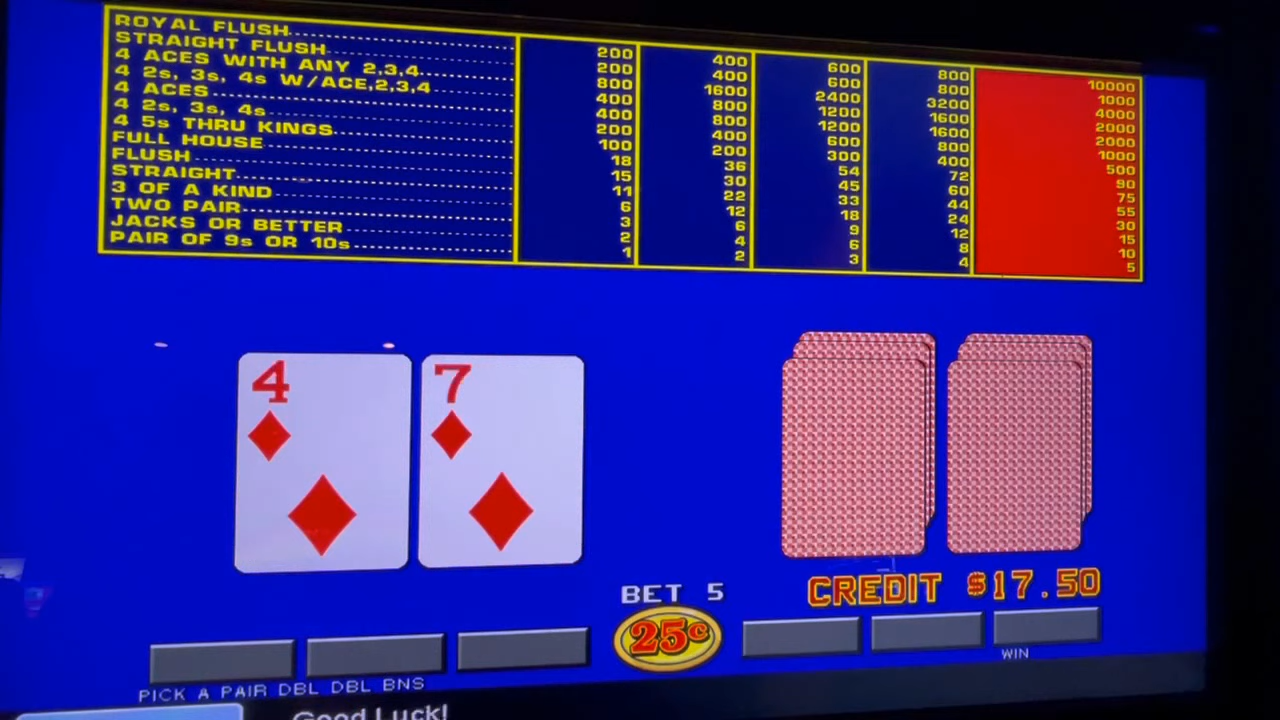 ROYAL FLUSH 200 400 600 800 10000
STRAIGHT FLUSH 200 400 600 800 1000
4 ACES WITH ANY 2,3,4 800 1600 2400 3200 4000
4 2s, 3s, 4s W/ACE,2,3,4 400 800 1200 1600 2000
4 ACES 400 800 1200 1600 2000
4 2s, 3s, 4s 200 400 600 800 1000
4 5s THRU KINGS 100 200 300 400 500
FULL HOUSE 18 36 54 72 90
FLUSH 15 30 45 60 75
STRAIGHT 11 22 33 44 55
3 OF A KIND 6 12 18 24 30
TWO PAIR 3 6 9 12 15
JACKS OR BETTER 2 4 6 8 10
PAIR OF 9s OR 10s 1 2 3 4 5
4 7
BET 5
CREDIT $17.50
25¢
WIN
PICK A PAIR DBL DBL BNS
Good Luck!